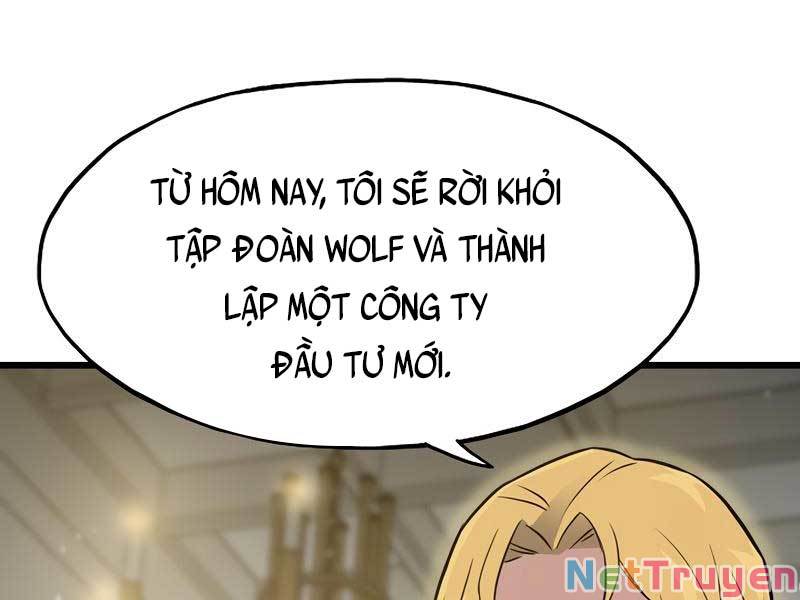 TỪ HÔM NAY, TÔI SẼ RỜI KHỎI
TẬP ĐOÀN WOLF VÀ THÀNH
LẬP MỘT CÔNG TY
ĐẦU TƯ MỚI.
NetTruyen